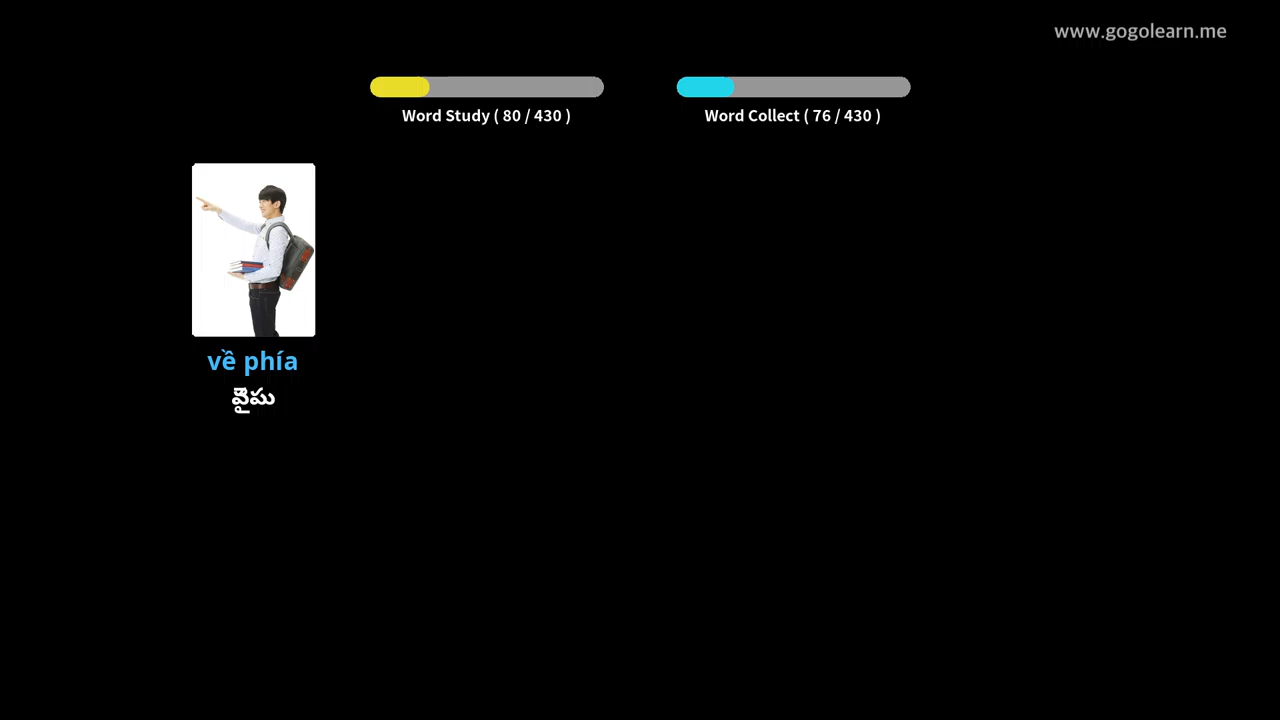 www.gogolearn.me
Word Study ( 80 / 430 )
Word Collect ( 76 / 430 )
về phía
వైపు